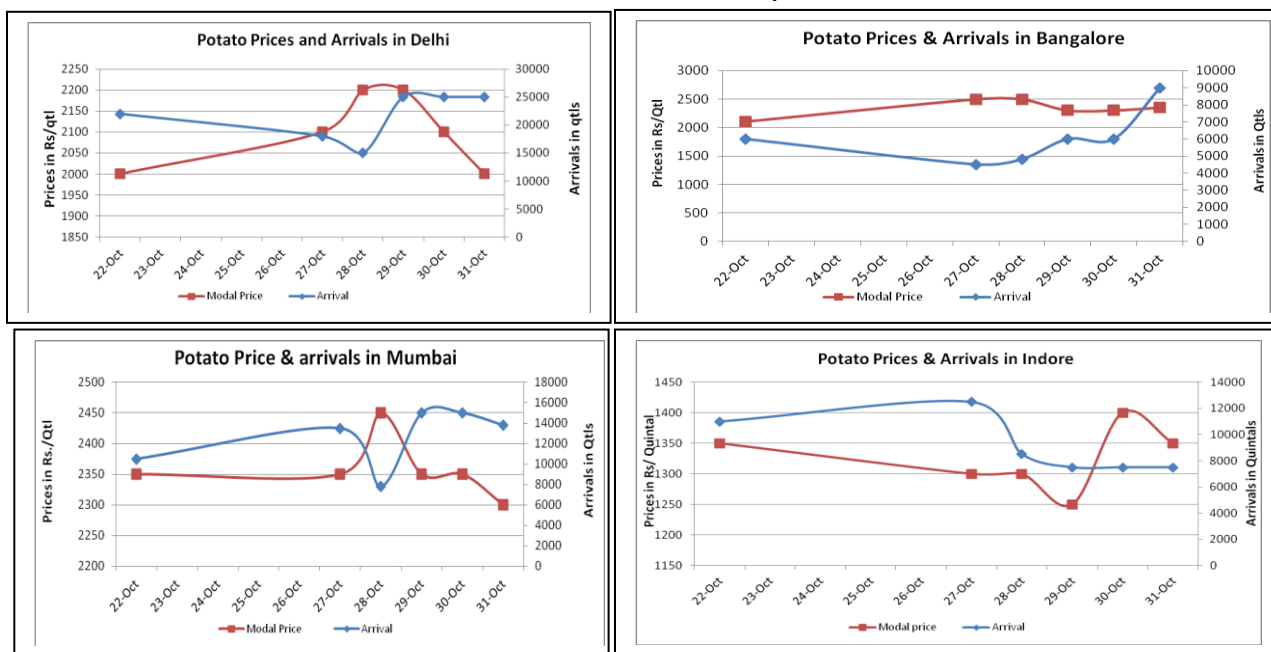 Potato Prices and Arrivals in Delhi
Prices in Rs/qtl
2250
2200
2150
2100
2050
2000
1950
1900
1850
30000
25000
20000
15000
10000
5000
0
Arrivals in qtls
22-Oct
23-Oct
24-Oct
25-Oct
26-Oct
27-Oct
28-Oct
29-Oct
30-Oct
31-Oct
Modal Price
Arrival
Potato Prices & Arrivals in Bangalore
Prices in Rs/Qtl
3000
2500
2000
1500
1000
500
0
10000
9000
8000
7000
6000
5000
4000
3000
2000
1000
0
Arrivals in Qtls
22-Oct
23-Oct
24-Oct
25-Oct
26-Oct
27-Oct
28-Oct
29-Oct
30-Oct
31-Oct
Modal Price
Arrival
Potato Price & arrivals in Mumbai
Prices in Rs./Qtl
2500
2450
2400
2350
2300
2250
2200
18000
16000
14000
12000
10000
8000
6000
4000
2000
0
Arrivals in Qtls
22-Oct
23-Oct
24-Oct
25-Oct
26-Oct
27-Oct
28-Oct
29-Oct
30-Oct
31-Oct
Modal Price
Arrival
Potato Prices & Arrivals in Indore
Prices in Rs/ Quintal
1450
1400
1350
1300
1250
1200
1150
14000
12000
10000
8000
6000
4000
2000
0
Arrivals in Quintals
22-Oct
23-Oct
24-Oct
25-Oct
26-Oct
27-Oct
28-Oct
29-Oct
30-Oct
31-Oct
Modal price
Arrival